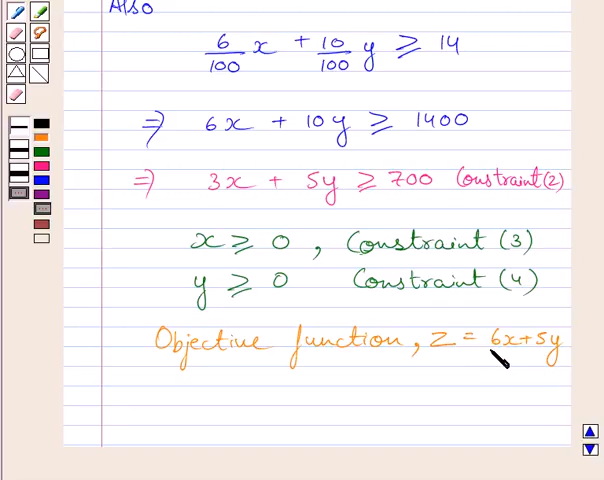 Also
6/100 x + 10/100 y ≥ 14
⇒ 6x + 10y ≥ 1400
⇒ 3x + 5y ≥ 700 Constraint (2)
x ≥ 0 , Constraint (3)
y ≥ 0 Constraint (4)
Objective function, Z = 6x+5y